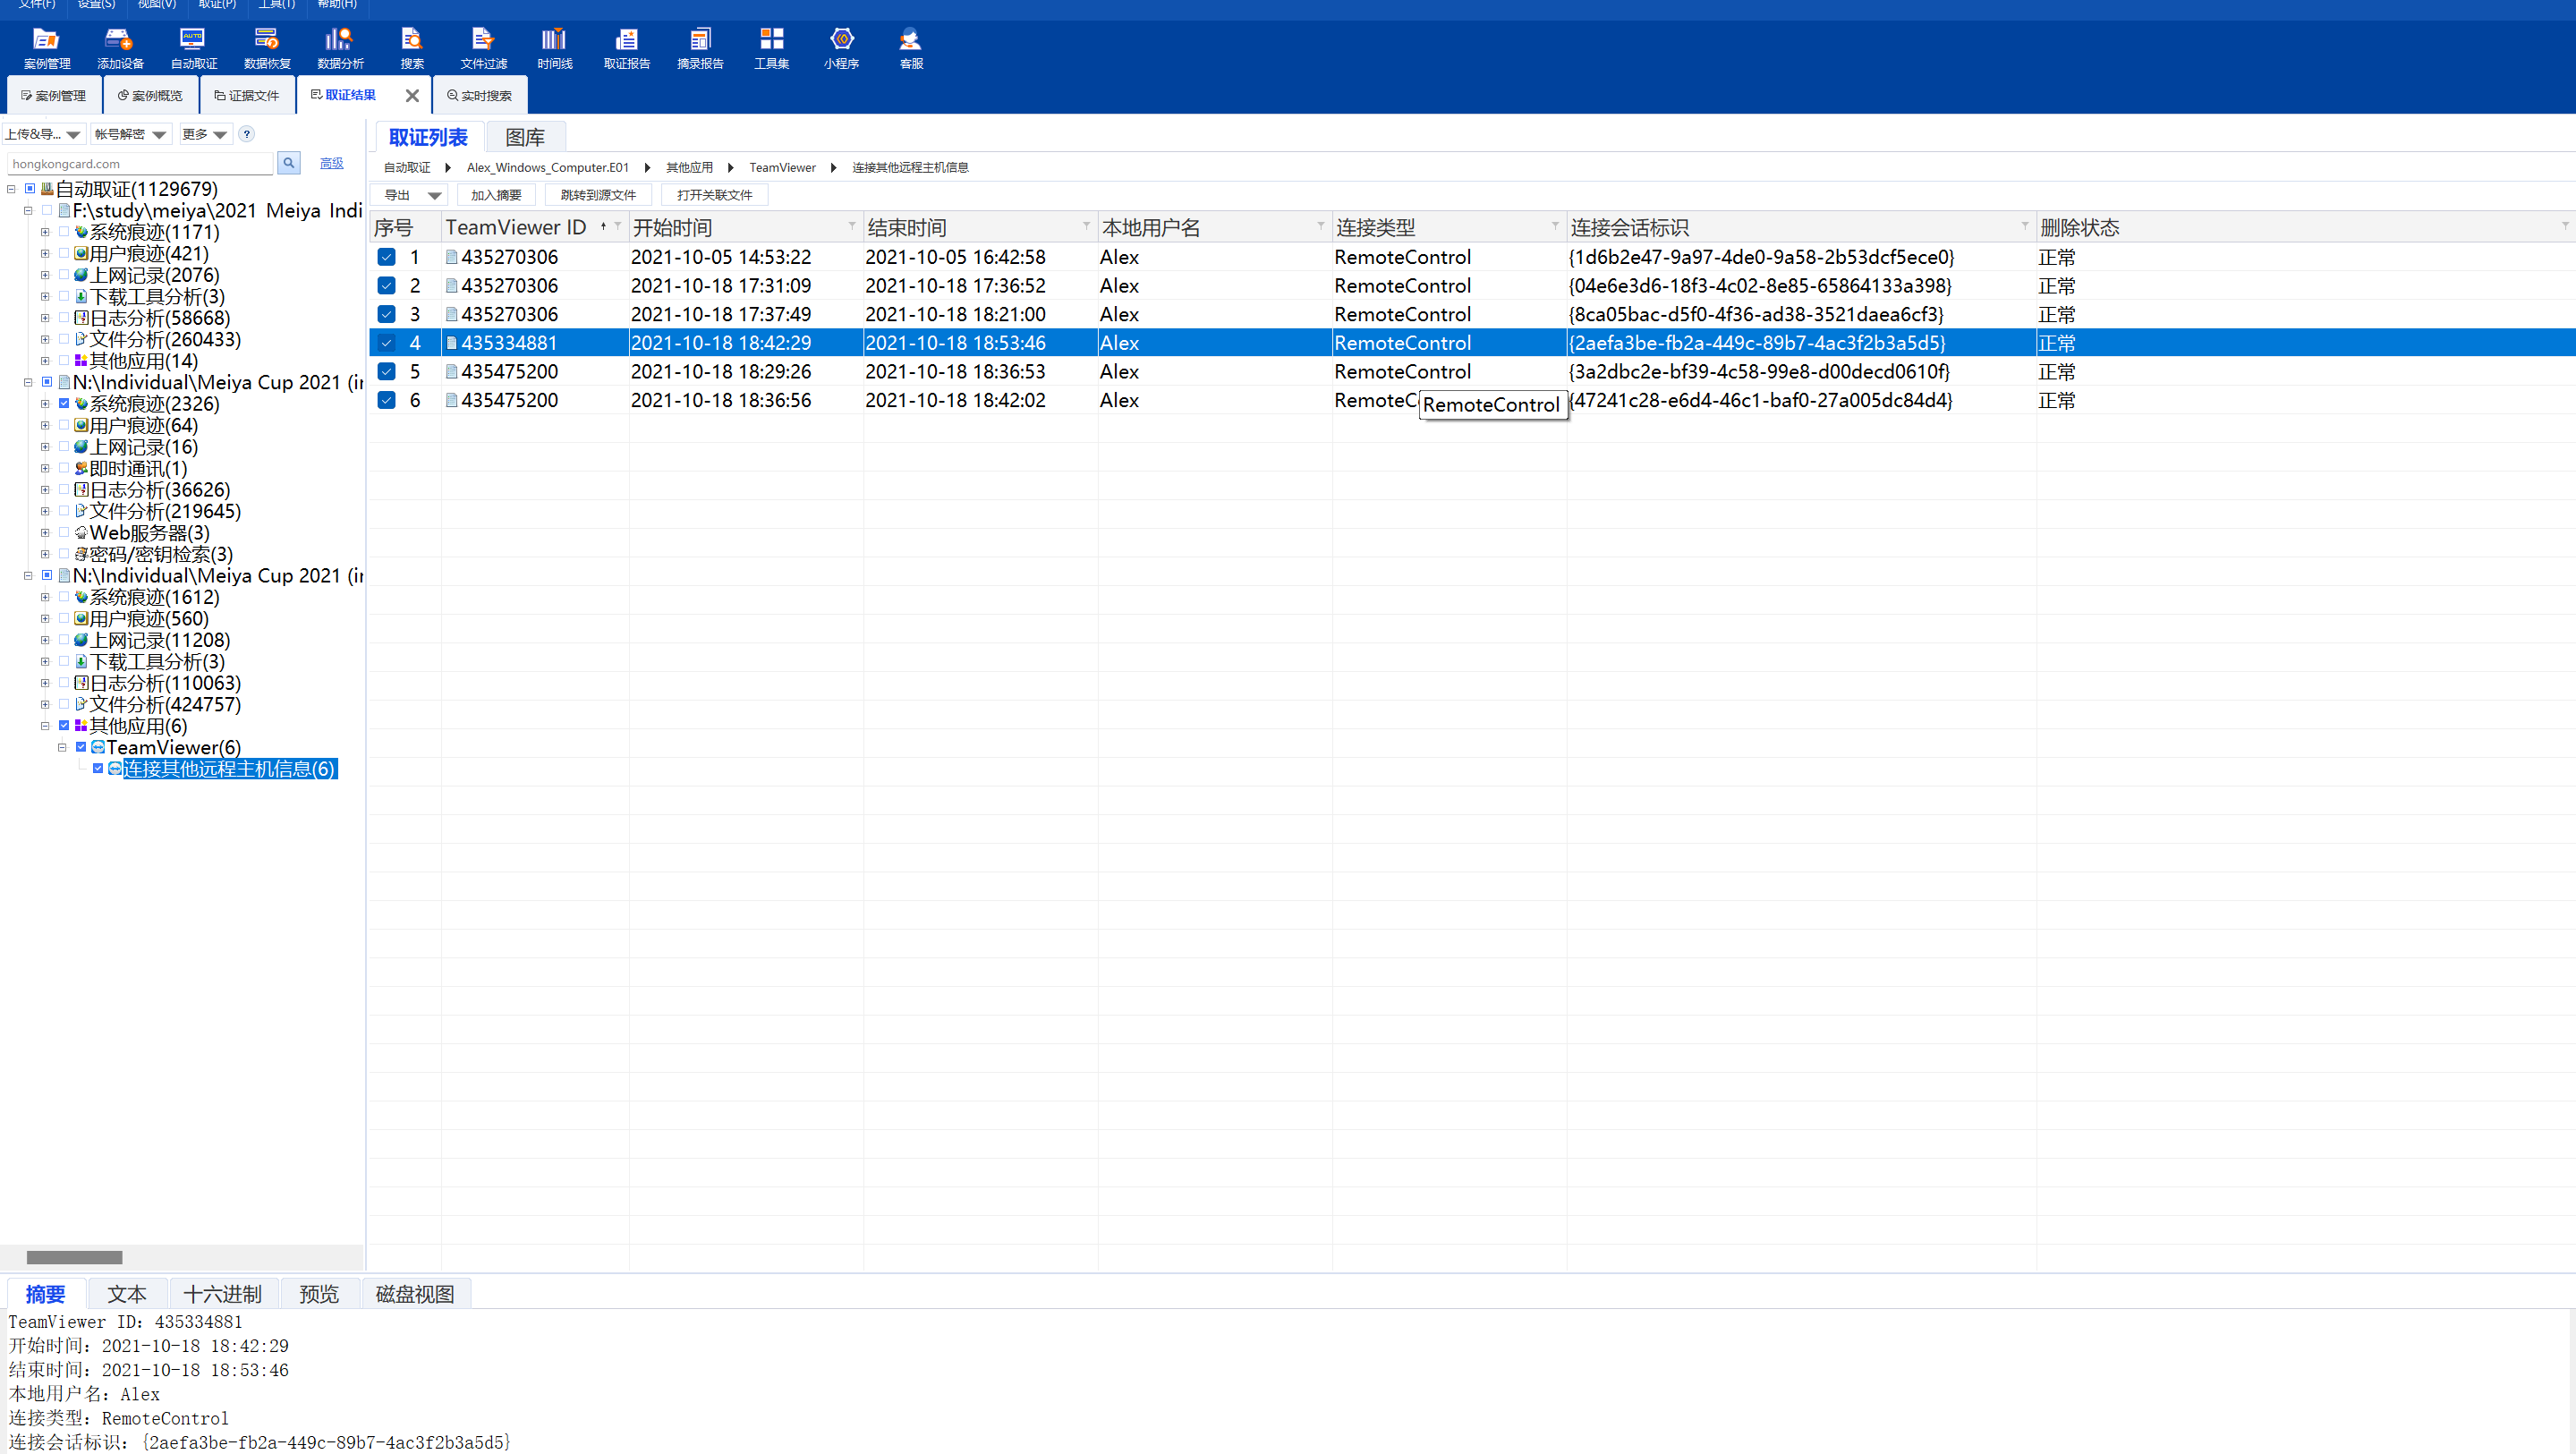 文件(F) 设置(S) 视图(V) 取证(P) 工具(T) 帮助(H)
案例管理 添加设备 自动取证 数据恢复 数据分析 搜索 文件过滤 时间线 取证报告 摘录报告 工具集 小程序 客服
案例管理 案例概览 证据文件 取证结果 实时搜索
上传&导... 帐号解密 更多 ?
hongkongcard.com 高级
自动取证(1129679)
F:\study\meiya\2021 Meiya Indi
系统痕迹(1171)
用户痕迹(421)
上网记录(2076)
下载工具分析(3)
日志分析(58668)
文件分析(260433)
其他应用(14)
N:\Individual\Meiya Cup 2021 (ir
系统痕迹(2326)
用户痕迹(64)
上网记录(16)
即时通讯(1)
日志分析(36626)
文件分析(219645)
Web服务器(3)
密码/密钥检索(3)
N:\Individual\Meiya Cup 2021 (ir
系统痕迹(1612)
用户痕迹(560)
上网记录(11208)
下载工具分析(3)
日志分析(110063)
文件分析(424757)
其他应用(6)
TeamViewer(6)
连接其他远程主机信息(6)
取证列表 图库
自动取证 Alex_Windows_Computer.E01 其他应用 TeamViewer 连接其他远程主机信息
导出 加入摘要 跳转到源文件 打开关联文件
序号 TeamViewer ID 开始时间 结束时间 本地用户名 连接类型 连接会话标识 删除状态
1 435270306 2021-10-05 14:53:22 2021-10-05 16:42:58 Alex RemoteControl {1d6b2e47-9a97-4de0-9a58-2b53dcf5ece0} 正常
2 435270306 2021-10-18 17:31:09 2021-10-18 17:36:52 Alex RemoteControl {04e6e3d6-18f3-4c02-8e85-65864133a398} 正常
3 435270306 2021-10-18 17:37:49 2021-10-18 18:21:00 Alex RemoteControl {8ca05bac-d5f0-4f36-ad38-3521daea6cf3} 正常
4 435334881 2021-10-18 18:42:29 2021-10-18 18:53:46 Alex RemoteControl {2aefa3be-fb2a-449c-89b7-4ac3f2b3a5d5} 正常
5 435475200 2021-10-18 18:29:26 2021-10-18 18:36:53 Alex RemoteControl {3a2dbc2e-bf39-4c58-99e8-d00decd0610f} 正常
6 435475200 2021-10-18 18:36:56 2021-10-18 18:42:02 Alex RemoteC {47241c28-e6d4-46c1-baf0-27a005dc84d4} 正常
RemoteControl
摘要 文本 十六进制 预览 磁盘视图
TeamViewer ID: 435334881
开始时间: 2021-10-18 18:42:29
结束时间: 2021-10-18 18:53:46
本地用户名: Alex
连接类型: RemoteControl
连接会话标识: {2aefa3be-fb2a-449c-89b7-4ac3f2b3a5d5}